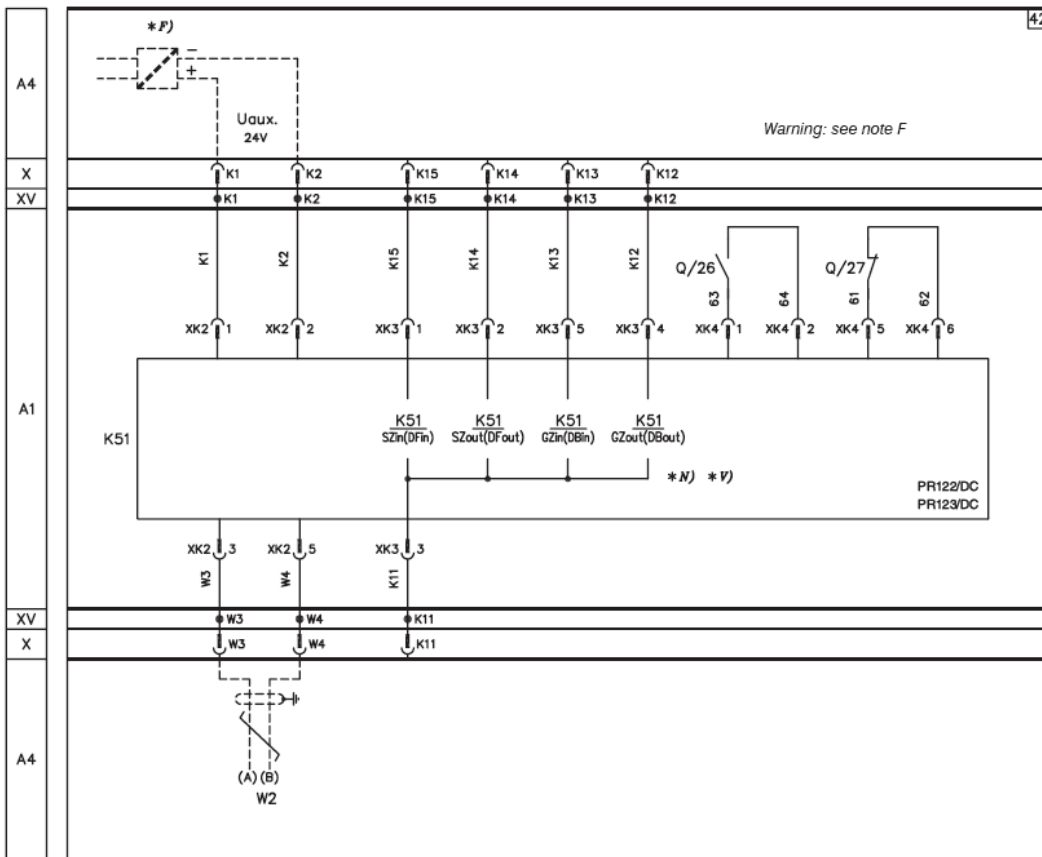 42
*F)
−
+
A4
Uaux.
24V
Warning: see note F
X
K1 K2 K15 K14 K13 K12
XV
K1 K2 K15 K14 K13 K12
K1 K2 K15 K14 K13 K12
Q/26 Q/27
63 64 61 62
XK2 1 XK2 2 XK3 1 XK3 2 XK3 5 XK3 4 XK4 1 XK4 2 XK4 5 XK4 6
A1
K51
K51 K51 K51 K51
SZin(DFin) SZout(DFout) GZin(DBin) GZout(DBout)
*N) *V)
PR122/DC
PR123/DC
XK2 3 XK2 5 XK3 3
W3 W4 K11
XV
W3 W4 K11
X
W3 W4 K11
A4
(A) (B)
W2